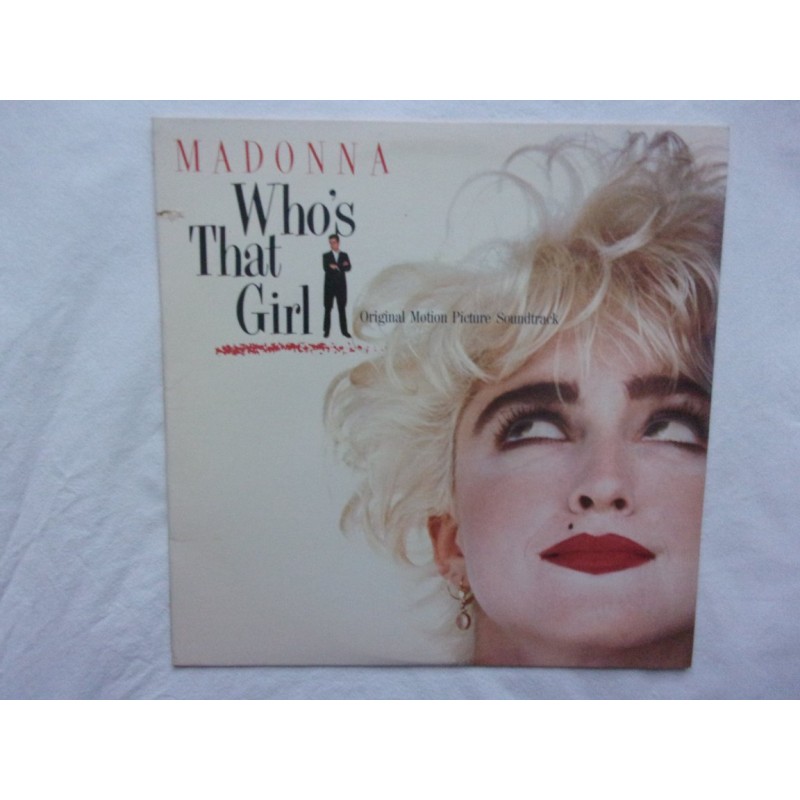 MADONNA
Who's
That
Girl
Original Motion Picture Soundtrack